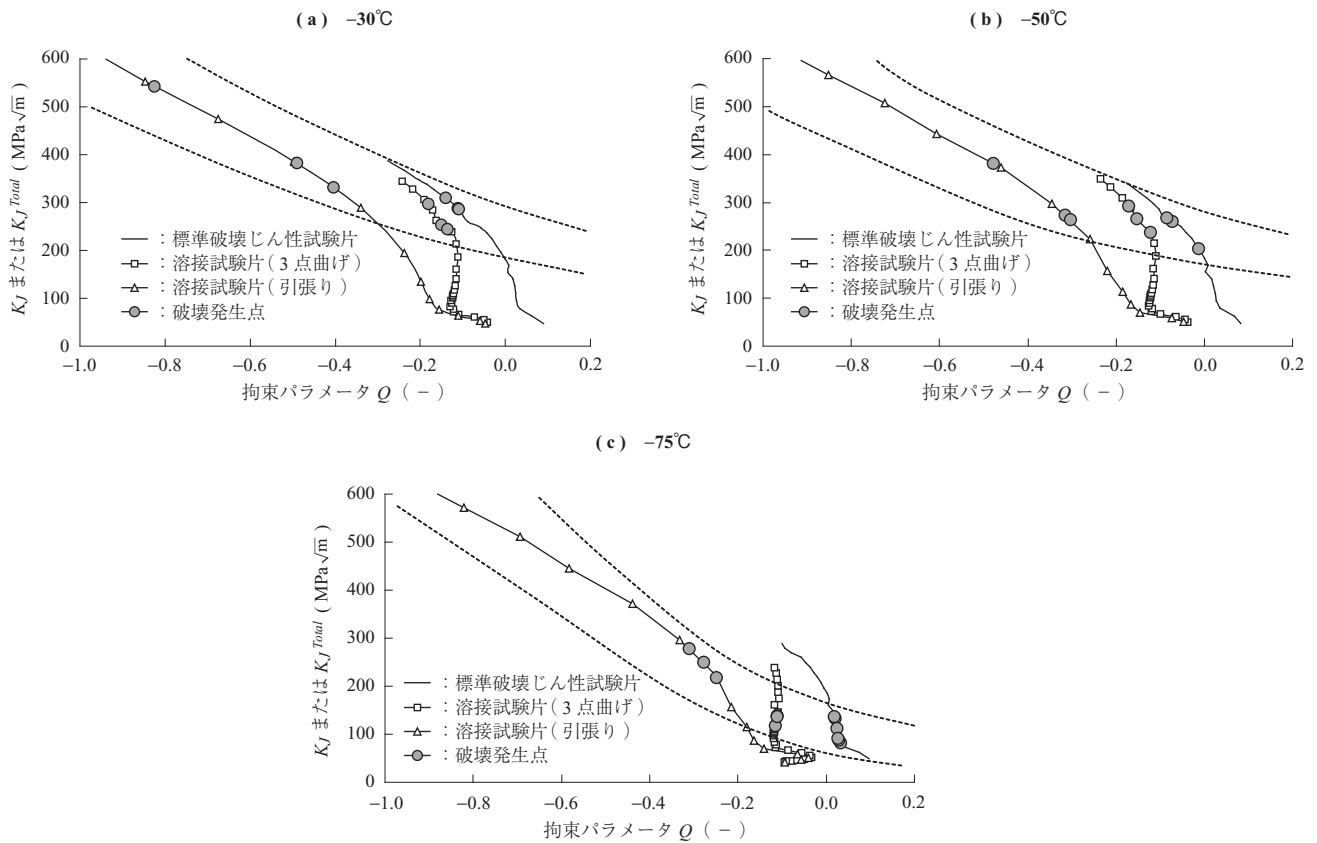 ( a ) −30℃
600
500
400
300
200
100
0
K_J または K_J^Total ( MPa√m )
：標準破壊じん性試験片
：溶接試験片( 3 点曲げ )
：溶接試験片( 引張り )
：破壊発生点
−1.0 −0.8 −0.6 −0.4 −0.2 0.0 0.2
拘束パラメータ Q ( − )
( b ) −50℃
600
500
400
300
200
100
0
K_J または K_J^Total ( MPa√m )
：標準破壊じん性試験片
：溶接試験片( 3 点曲げ )
：溶接試験片( 引張り )
：破壊発生点
−1.0 −0.8 −0.6 −0.4 −0.2 0.0 0.2
拘束パラメータ Q ( − )
( c ) −75℃
600
500
400
300
200
100
0
K_J または K_J^Total ( MPa√m )
：標準破壊じん性試験片
：溶接試験片( 3 点曲げ )
：溶接試験片( 引張り )
：破壊発生点
−1.0 −0.8 −0.6 −0.4 −0.2 0.0 0.2
拘束パラメータ Q ( − )